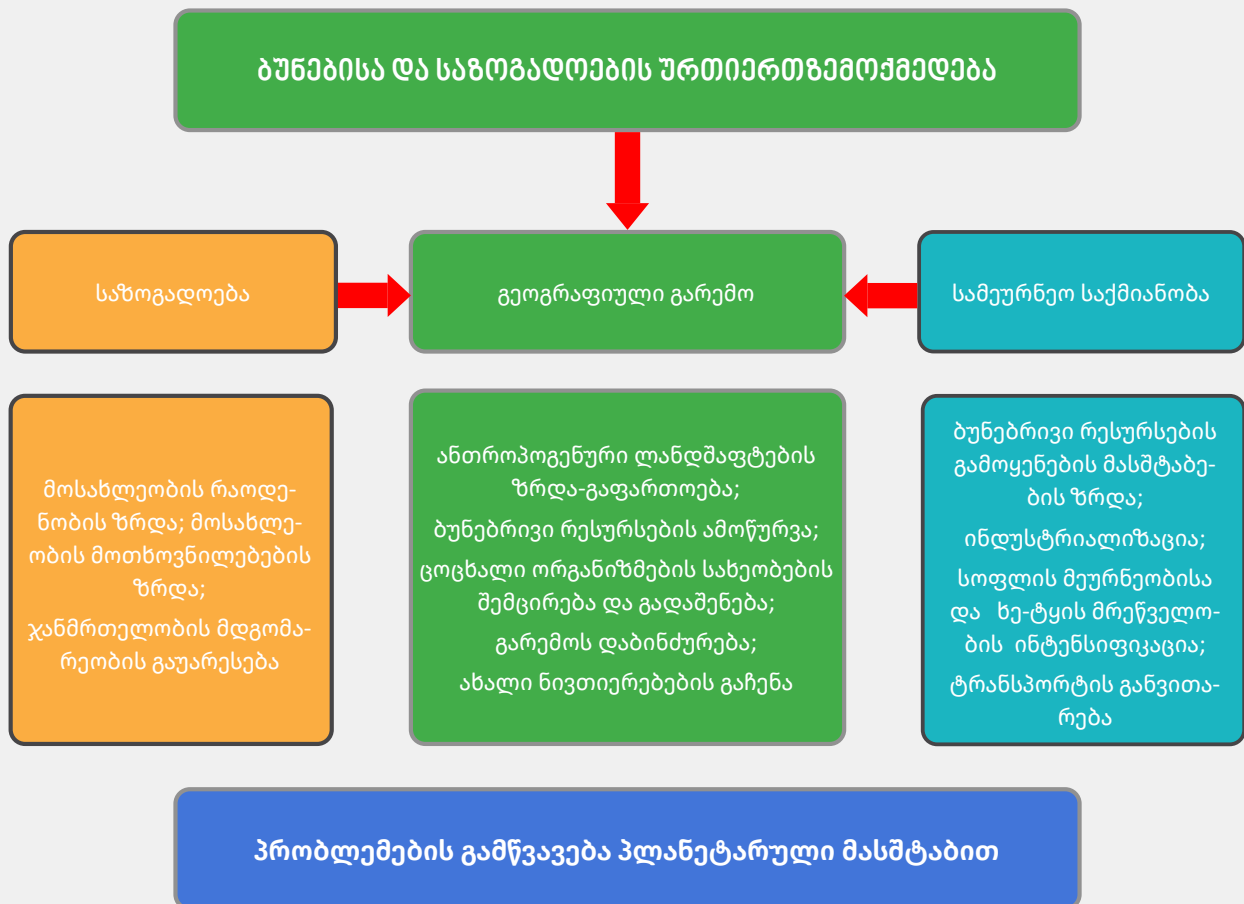 ბუნებისა და საზოგადოების ურთიერთზემოქმედება
საზოგადოება
გეოგრაფიული გარემო
სამეურნეო საქმიანობა
მოსახლეობის რაოდე-
ნობის ზრდა; მოსახლე-
ობის მოთხოვნილებების
ზრდა;
ჯანმრთელობის მდგომა-
რეობის გაუარესება
ანთროპოგენური ლანდშაფტების
ზრდა-გაფართოება;
ბუნებრივი რესურსების ამოწურვა;
ცოცხალი ორგანიზმების სახეობების
შემცირება და გადაშენება;
გარემოს დაბინძურება;
ახალი ნივთიერებების გაჩენა
ბუნებრივი რესურსების
გამოყენების მასშტაბე-
ბის ზრდა;
ინდუსტრიალიზაცია;
სოფლის მეურნეობისა
და ხე-ტყის მრეწველო-
ბის ინტენსიფიკაცია;
ტრანსპორტის განვითა-
რება
პრობლემების გამწვავება პლანეტარული მასშტაბით